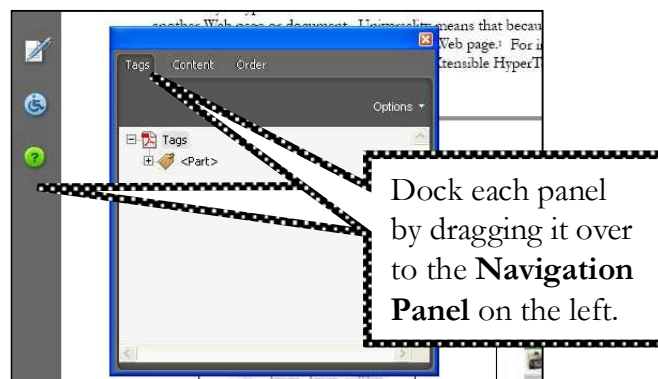 another Web page or document. Universality means that becau
Web page.¹ For i
Xtensible HyperT
Tags Content Order
Options
Tags
<Part>
Dock each panel
by dragging it over
to the Navigation
Panel on the left.